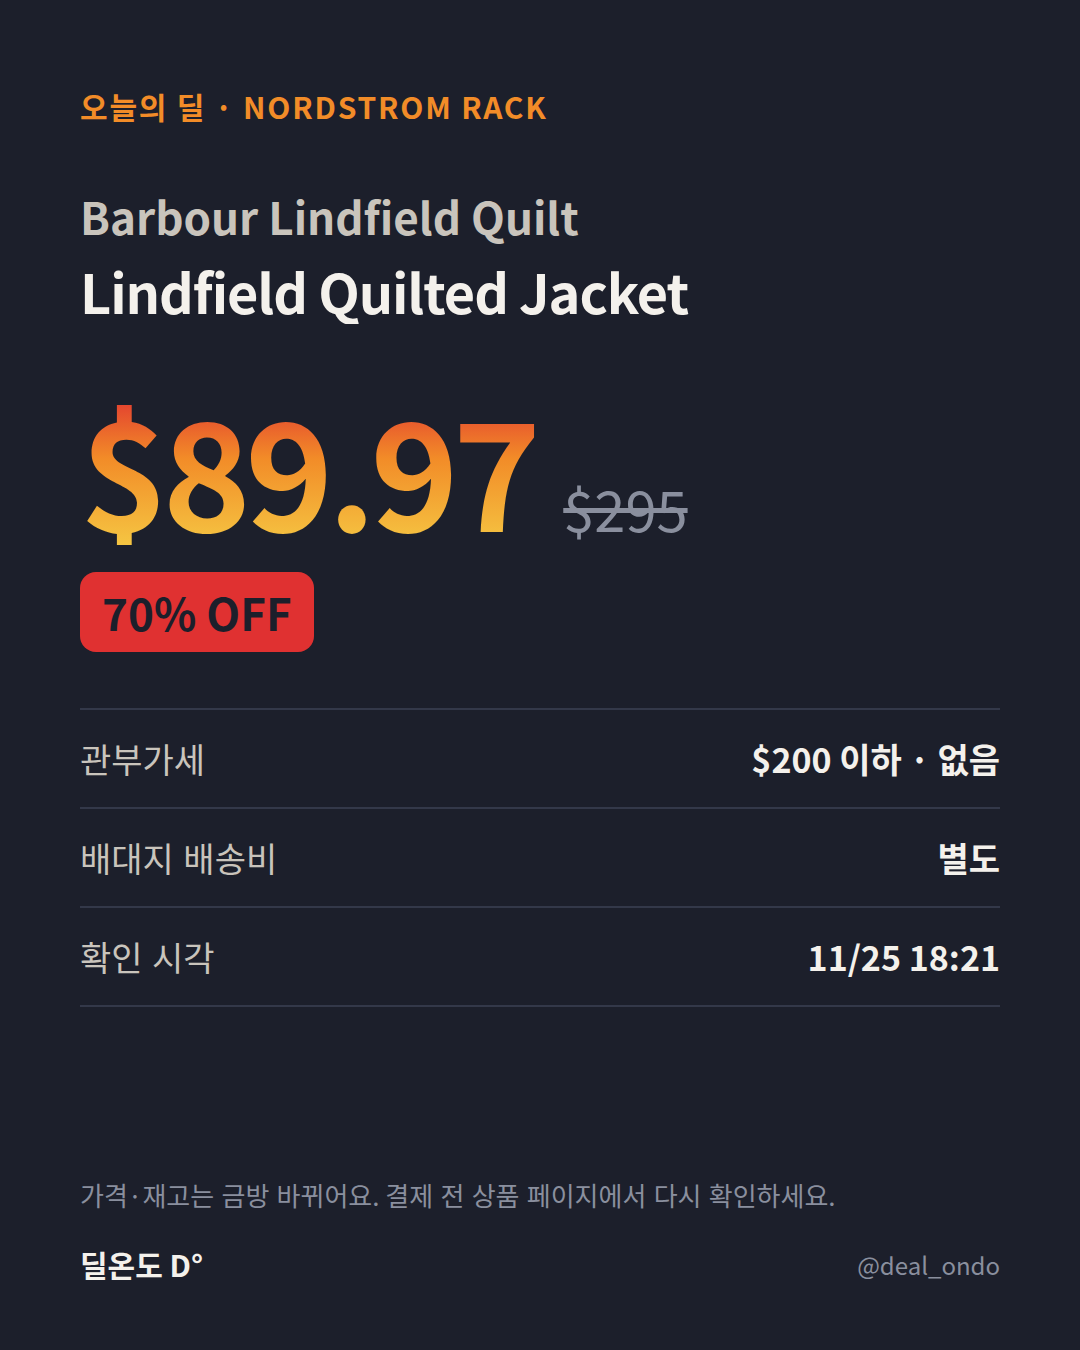 오늘의 딜 · NORDSTROM RACK
Barbour Lindfield Quilt
Lindfield Quilted Jacket
$89.97 $295
70% OFF
관부가세 $200 이하 · 없음
배대지 배송비 별도
확인 시각 11/25 18:21
가격·재고는 금방 바뀌어요. 결제 전 상품 페이지에서 다시 확인하세요.
딜온도 D° @deal_ondo